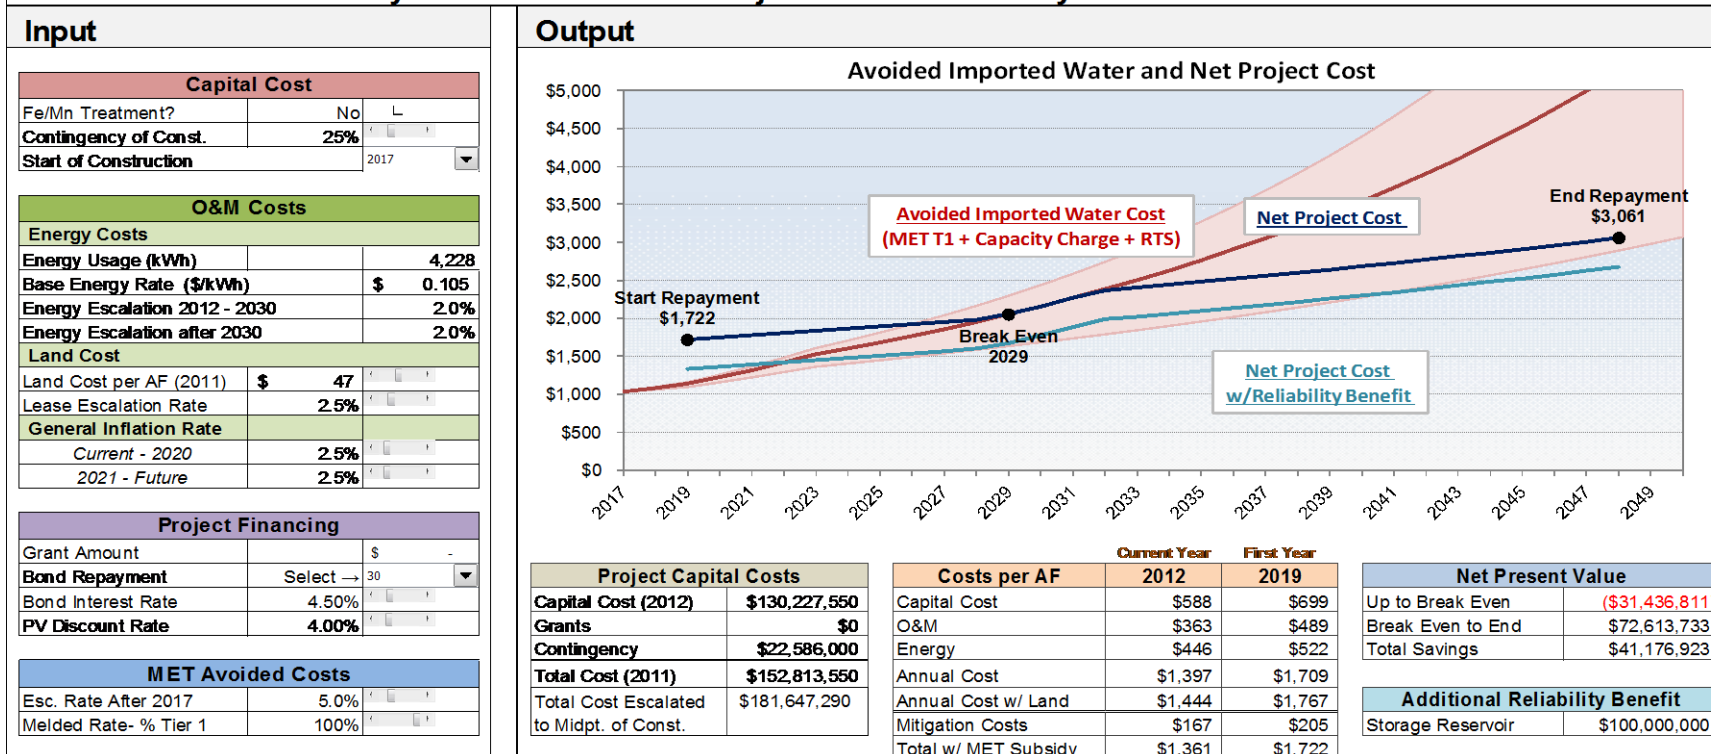 Input
Capital Cost
Fe/Mn Treatment? No
Contingency of Const. 25%
Start of Construction 2017
O&M Costs
Energy Costs
Energy Usage (kWh) 4,228
Base Energy Rate ($/kWh) $ 0.105
Energy Escalation 2012 - 2030 2.0%
Energy Escalation after 2030 2.0%
Land Cost
Land Cost per AF (2011) $ 47
Lease Escalation Rate 2.5%
General Inflation Rate
Current - 2020 2.5%
2021 - Future 2.5%
Project Financing
Grant Amount $ -
Bond Repayment Select → 30
Bond Interest Rate 4.50%
PV Discount Rate 4.00%
MET Avoided Costs
Esc. Rate After 2017 5.0%
Melded Rate- % Tier 1 100%
Output
Avoided Imported Water and Net Project Cost
$5,000
$4,500
$4,000
$3,500
$3,000
$2,500
$2,000
$1,500
$1,000
$500
$0
Avoided Imported Water Cost
(MET T1 + Capacity Charge + RTS)
Net Project Cost
End Repayment
$3,061
Start Repayment
$1,722
Break Even
2029
Net Project Cost
w/Reliability Benefit
2017 2019 2021 2023 2025 2027 2029 2031 2033 2035 2037 2039 2041 2043 2045 2047 2049
Project Capital Costs
Capital Cost (2012) $130,227,550
Grants $0
Contingency $22,586,000
Total Cost (2011) $152,813,550
Total Cost Escalated $181,647,290
to Midpt. of Const.
Current Year First Year
Costs per AF 2012 2019
Capital Cost $588 $699
O&M $363 $489
Energy $446 $522
Annual Cost $1,397 $1,709
Annual Cost w/ Land $1,444 $1,767
Mitigation Costs $167 $205
Total w/ MET Subsidy $1,361 $1,722
Net Present Value
Up to Break Even ($31,436,811
Break Even to End $72,613,733
Total Savings $41,176,923
Additional Reliability Benefit
Storage Reservoir $100,000,000